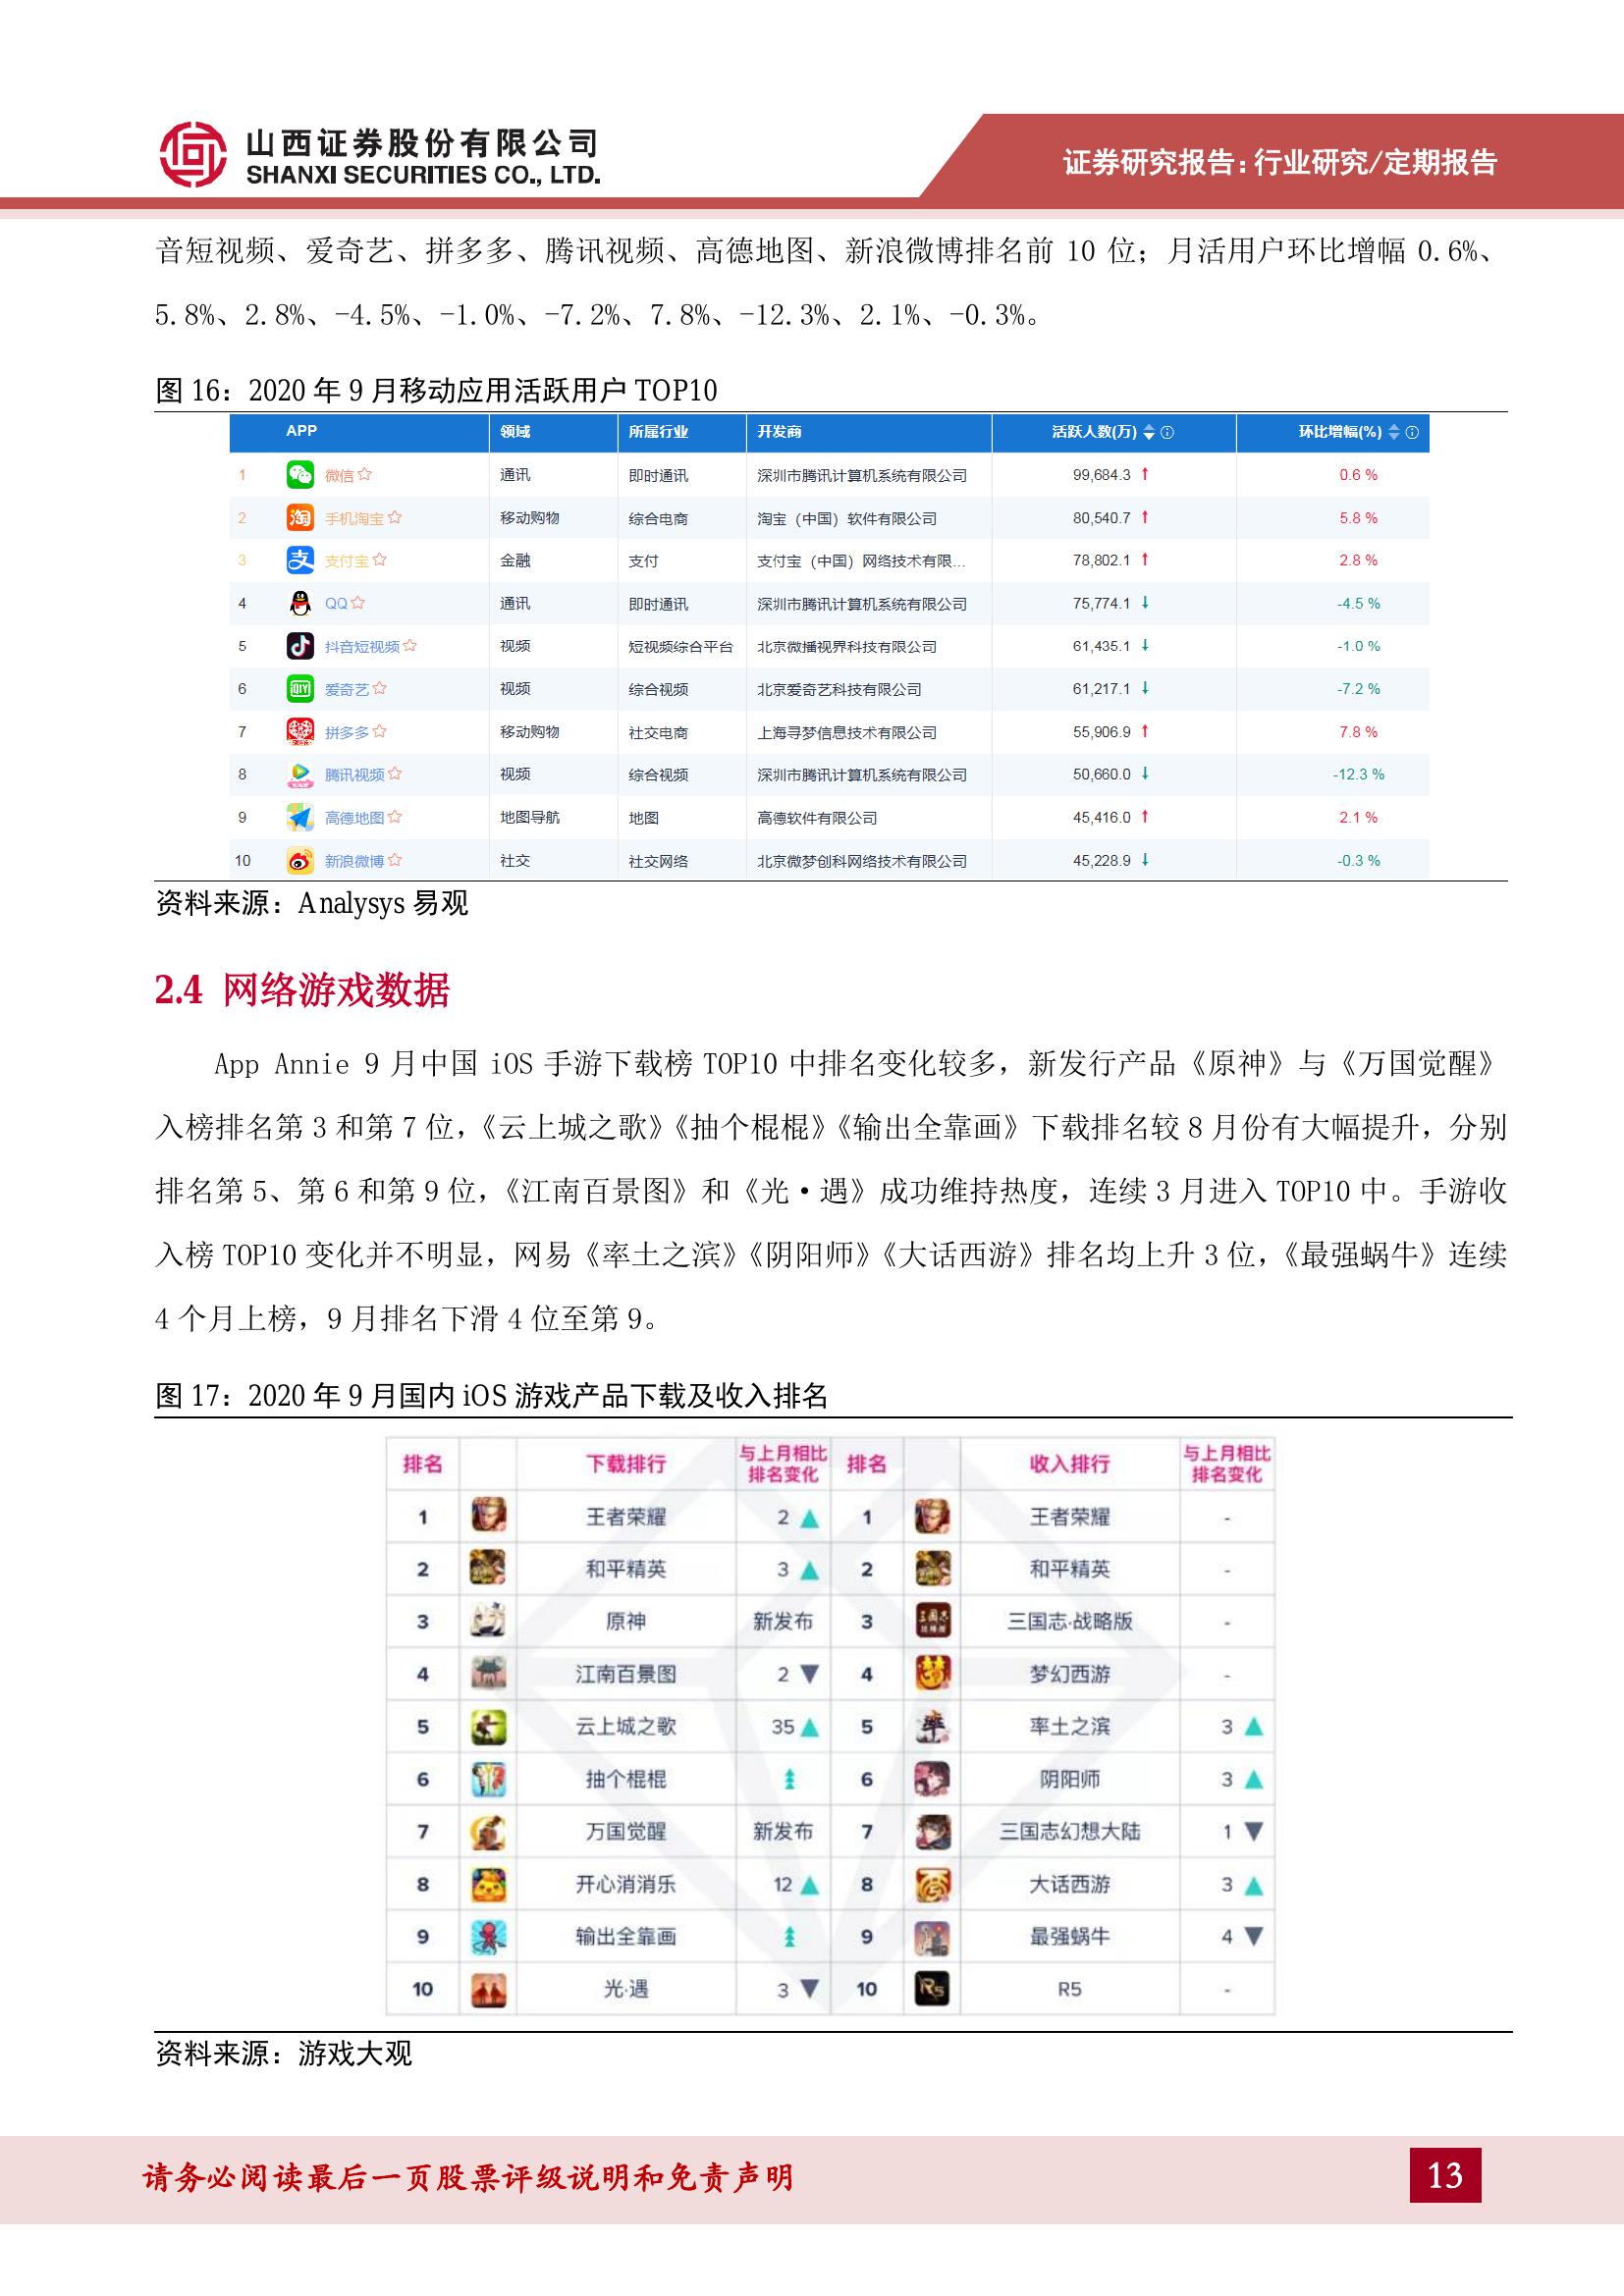 山西证券股份有限公司
SHANXI SECURITIES CO., LTD.
证券研究报告：行业研究/定期报告
音短视频、爱奇艺、拼多多、腾讯视频、高德地图、新浪微博排名前 10 位；月活用户环比增幅 0.6%、
5.8%、2.8%、-4.5%、-1.0%、-7.2%、7.8%、-12.3%、2.1%、-0.3%。
图 16：2020 年 9 月移动应用活跃用户 TOP10
APP 领域 所属行业 开发商 活跃人数(万) 环比增幅(%)
1 微信 通讯 即时通讯 深圳市腾讯计算机系统有限公司 99,684.3 ↑ 0.6 %
2 手机淘宝 移动购物 综合电商 淘宝（中国）软件有限公司 80,540.7 ↑ 5.8 %
3 支付宝 金融 支付 支付宝（中国）网络技术有限... 78,802.1 ↑ 2.8 %
4 QQ 通讯 即时通讯 深圳市腾讯计算机系统有限公司 75,774.1 ↓ -4.5 %
5 抖音短视频 视频 短视频综合平台 北京微播视界科技有限公司 61,435.1 ↓ -1.0 %
6 爱奇艺 视频 综合视频 北京爱奇艺科技有限公司 61,217.1 ↓ -7.2 %
7 拼多多 移动购物 社交电商 上海寻梦信息技术有限公司 55,906.9 ↑ 7.8 %
8 腾讯视频 视频 综合视频 深圳市腾讯计算机系统有限公司 50,660.0 ↓ -12.3 %
9 高德地图 地图导航 地图 高德软件有限公司 45,416.0 ↑ 2.1 %
10 新浪微博 社交 社交网络 北京微梦创科网络技术有限公司 45,228.9 ↓ -0.3 %
资料来源：Analysys 易观
2.4 网络游戏数据
App Annie 9 月中国 iOS 手游下载榜 TOP10 中排名变化较多，新发行产品《原神》与《万国觉醒》
入榜排名第 3 和第 7 位，《云上城之歌》《抽个棍棍》《输出全靠画》下载排名较 8 月份有大幅提升，分别
排名第 5、第 6 和第 9 位，《江南百景图》和《光·遇》成功维持热度，连续 3 月进入 TOP10 中。手游收
入榜 TOP10 变化并不明显，网易《率土之滨》《阴阳师》《大话西游》排名均上升 3 位，《最强蜗牛》连续
4 个月上榜，9 月排名下滑 4 位至第 9。
图 17：2020 年 9 月国内 iOS 游戏产品下载及收入排名
排名 下载排行 与上月相比排名变化 排名 收入排行 与上月相比排名变化
1 王者荣耀 2 ▲ 1 王者荣耀 -
2 和平精英 3 ▲ 2 和平精英 -
3 原神 新发布 3 三国志·战略版 -
4 江南百景图 2 ▼ 4 梦幻西游 -
5 云上城之歌 35 ▲ 5 率土之滨 3 ▲
6 抽个棍棍 6 阴阳师 3 ▲
7 万国觉醒 新发布 7 三国志幻想大陆 1 ▼
8 开心消消乐 12 ▲ 8 大话西游 3 ▲
9 输出全靠画 9 最强蜗牛 4 ▼
10 光·遇 3 ▼ 10 R5 -
资料来源：游戏大观
请务必阅读最后一页股票评级说明和免责声明
13